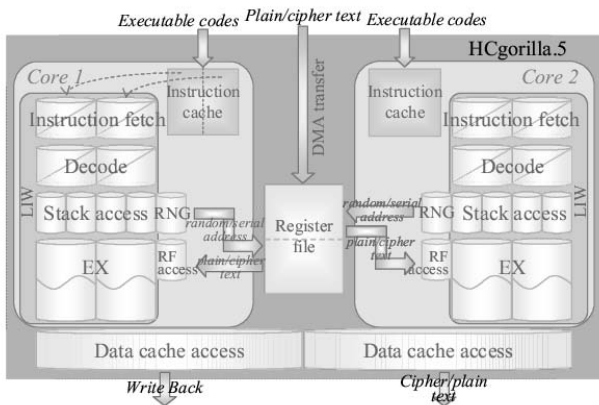 Executable codes
Plain/cipher text
Executable codes
HCgorilla.5
Core 1
Core 2
Instruction cache
DMA transfer
Instruction cache
Instruction fetch
Instruction fetch
Decode
Decode
LIW
Stack access
RNG
random/serial address
Register file
random/serial address
RNG
Stack access
LIW
EX
RF access
plain/cipher text
plain/cipher text
RF access
EX
Data cache access
Data cache access
Write Back
Cipher/plain text